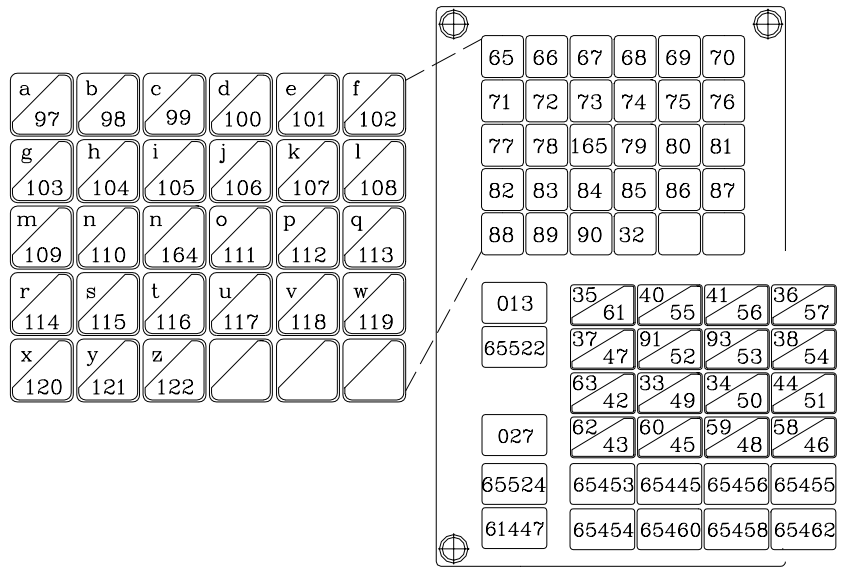 a 97 b 98 c 99 d 100 e 101 f 102
g 103 h 104 i 105 j 106 k 107 l 108
m 109 n 110 n 164 o 111 p 112 q 113
r 114 s 115 t 116 u 117 v 118 w 119
x 120 y 121 z 122
65 66 67 68 69 70
71 72 73 74 75 76
77 78 165 79 80 81
82 83 84 85 86 87
88 89 90 32
013 35 61 40 55 41 56 36 57
65522 37 47 91 52 93 53 38 54
63 42 33 49 34 50 44 51
027 62 43 60 45 59 48 58 46
65524 65453 65445 65456 65455
61447 65454 65460 65458 65462